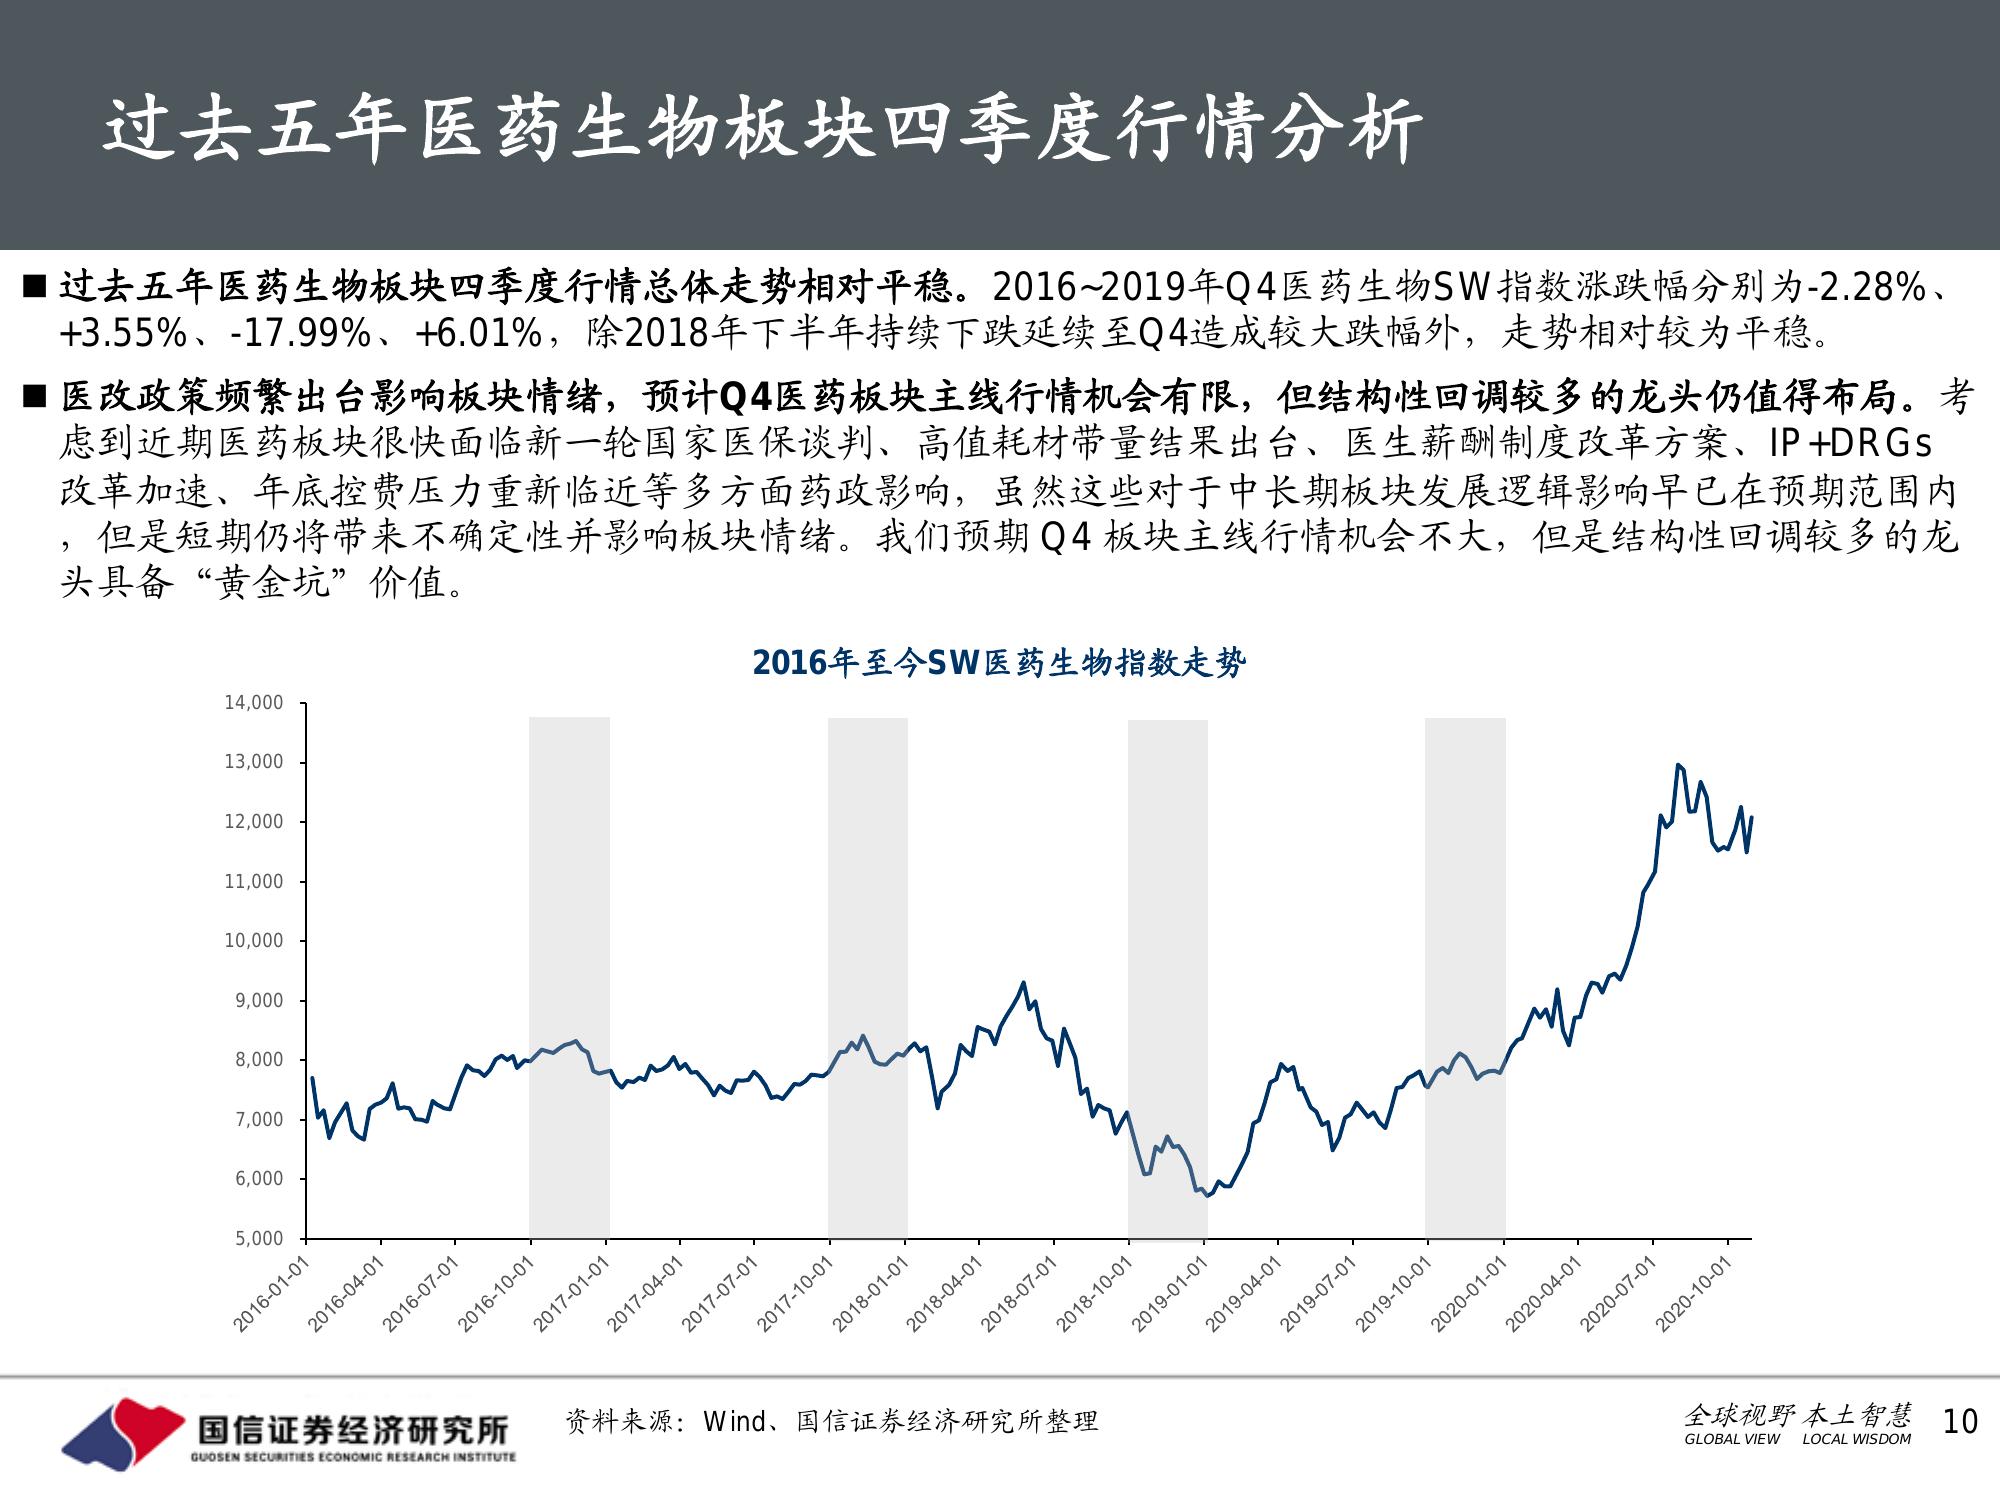 过去五年医药生物板块四季度行情分析
■ 过去五年医药生物板块四季度行情总体走势相对平稳。2016~2019年Q4医药生物SW指数涨跌幅分别为-2.28%、
+3.55%、-17.99%、+6.01%，除2018年下半年持续下跌延续至Q4造成较大跌幅外，走势相对较为平稳。
■ 医改政策频繁出台影响板块情绪，预计Q4医药板块主线行情机会有限，但结构性回调较多的龙头仍值得布局。考
虑到近期医药板块很快面临新一轮国家医保谈判、高值耗材带量结果出台、医生薪酬制度改革方案、IP+DRGs
改革加速、年底控费压力重新临近等多方面药政影响，虽然这些对于中长期板块发展逻辑影响早已在预期范围内
，但是短期仍将带来不确定性并影响板块情绪。我们预期 Q4 板块主线行情机会不大，但是结构性回调较多的龙
头具备“黄金坑”价值。
2016年至今SW医药生物指数走势
14,000
13,000
12,000
11,000
10,000
9,000
8,000
7,000
6,000
5,000
2016-01-01
2016-04-01
2016-07-01
2016-10-01
2017-01-01
2017-04-01
2017-07-01
2017-10-01
2018-01-01
2018-04-01
2018-07-01
2018-10-01
2019-01-01
2019-04-01
2019-07-01
2019-10-01
2020-01-01
2020-04-01
2020-07-01
2020-10-01
国信证券经济研究所
GUOSEN SECURITIES ECONOMIC RESEARCH INSTITUTE
资料来源：Wind、国信证券经济研究所整理
全球视野 本土智慧
GLOBAL VIEW LOCAL WISDOM
10